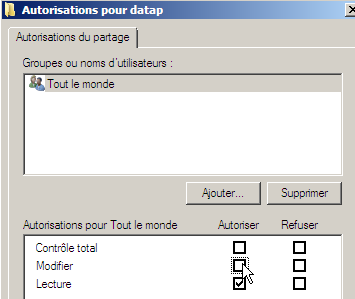 Autorisations pour datap
Autorisations du partage
Groupes ou noms d'utilisateurs :
Tout le monde
Ajouter... Supprimer
Autorisations pour Tout le monde Autoriser Refuser
Contrôle total
Modifier
Lecture